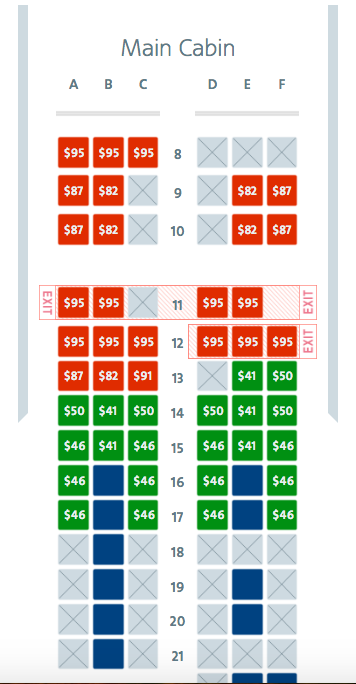 Main Cabin
A B C D E F
$95 $95 $95 8
$87 $82 9 $82 $87
$87 $82 10 $82 $87
EXIT $95 $95 11 $95 $95 EXIT
$95 $95 $95 12 $95 $95 $95 EXIT
$87 $82 $91 13 $41 $50
$50 $41 $50 14 $50 $41 $50
$46 $41 $46 15 $46 $41 $46
$46 $46 16 $46 $46
$46 $46 17 $46 $46
18
19
20
21